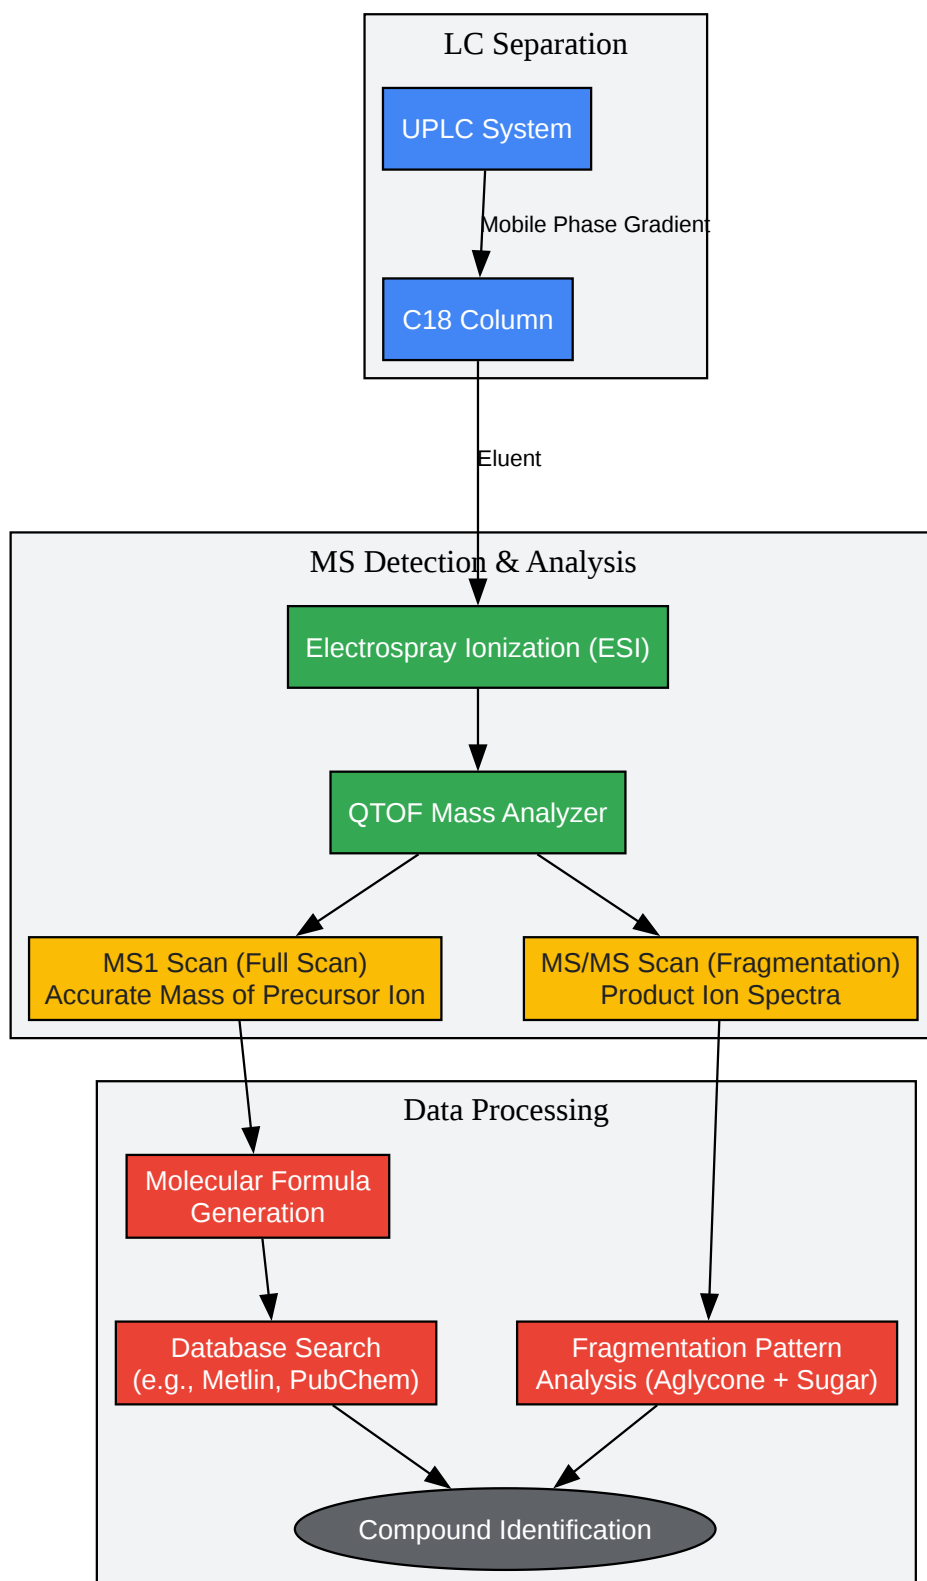 LC Separation
UPLC System
Mobile Phase Gradient
C18 Column
Eluent
MS Detection & Analysis
Electrospray Ionization (ESI)
QTOF Mass Analyzer
MS1 Scan (Full Scan)
Accurate Mass of Precursor Ion
MS/MS Scan (Fragmentation)
Product Ion Spectra
Data Processing
Molecular Formula
Generation
Database Search
(e.g., Metlin, PubChem)
Fragmentation Pattern
Analysis (Aglycone + Sugar)
Compound Identification